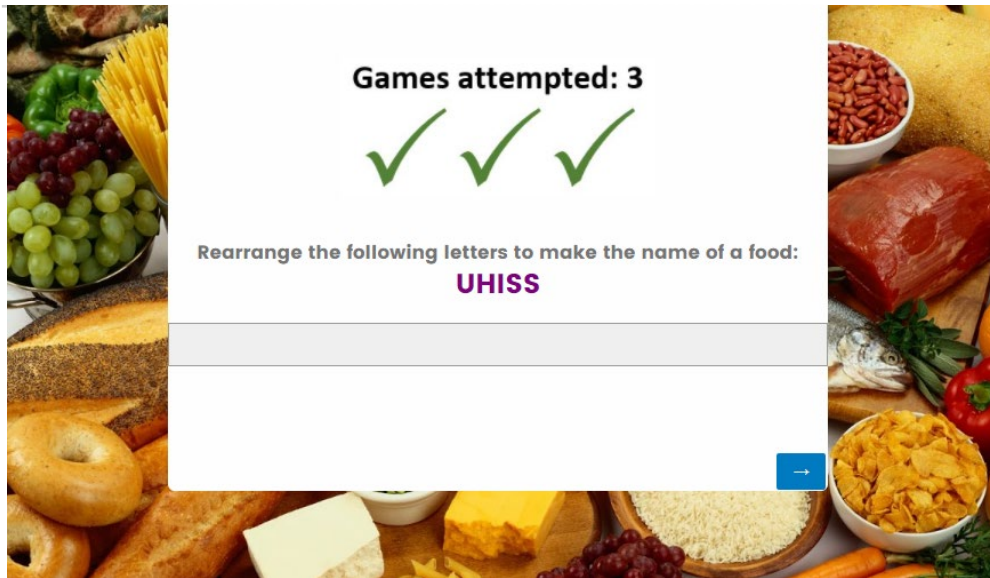 Games attempted: 3
Rearrange the following letters to make the name of a food:
UHISS
→